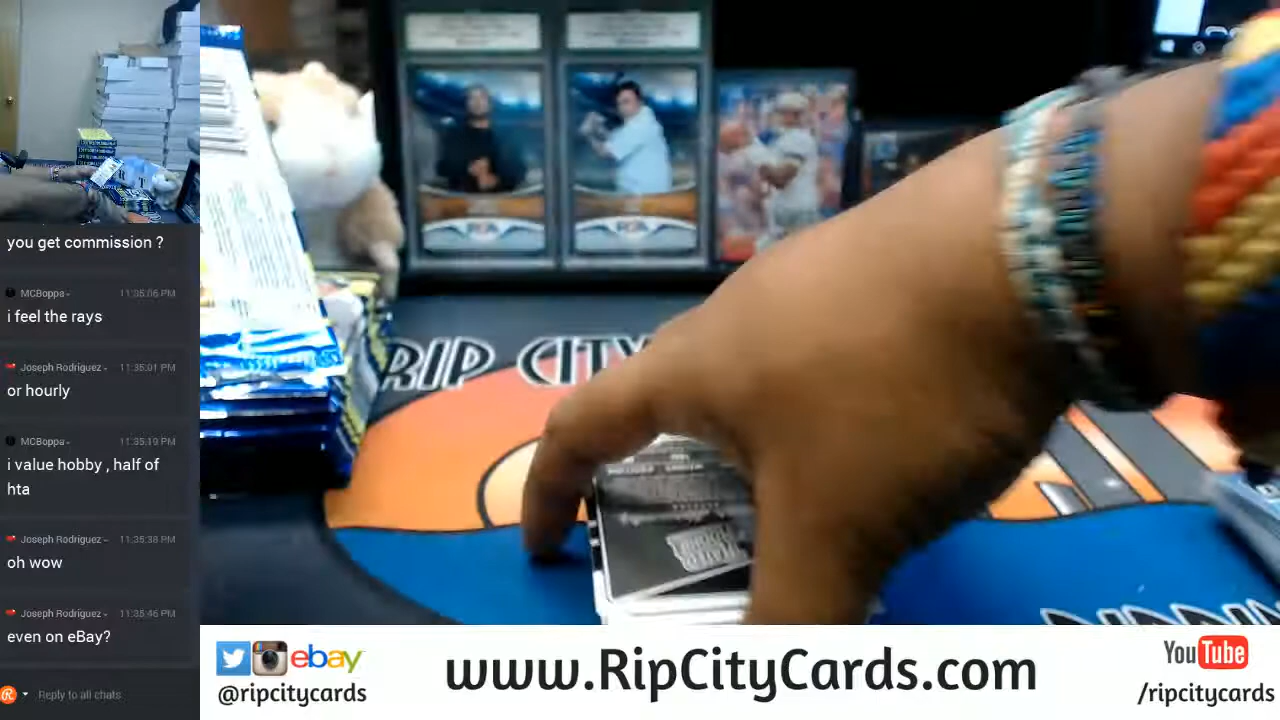 you get commission ?
MCBoppa
11:35:06 PM
i feel the rays
Joseph Rodriguez
11:35:01 PM
or hourly
MCBoppa
11:35:19 PM
i value hobby , half of
hta
Joseph Rodriguez
11:35:38 PM
oh wow
Joseph Rodriguez
11:35:46 PM
even on eBay?
Reply to all chats
RIP CITY
ebay
@ripcitycards
www.RipCityCards.com
YouTube
/ripcitycards